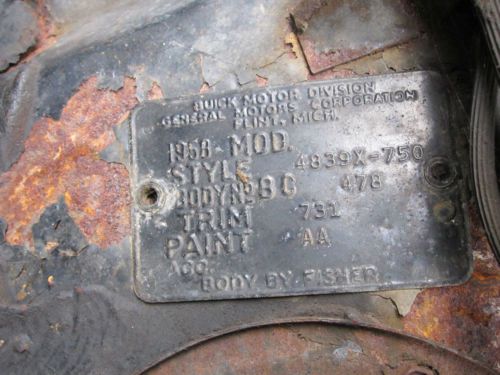 BUICK MOTOR DIVISION
GENERAL MOTORS CORPORATION
FLINT, MICH.
1958 MOD.
STYLE 4839X-750
BODY NO BC 478
TRIM 731
PAINT AA
ACC.
BODY BY FISHER